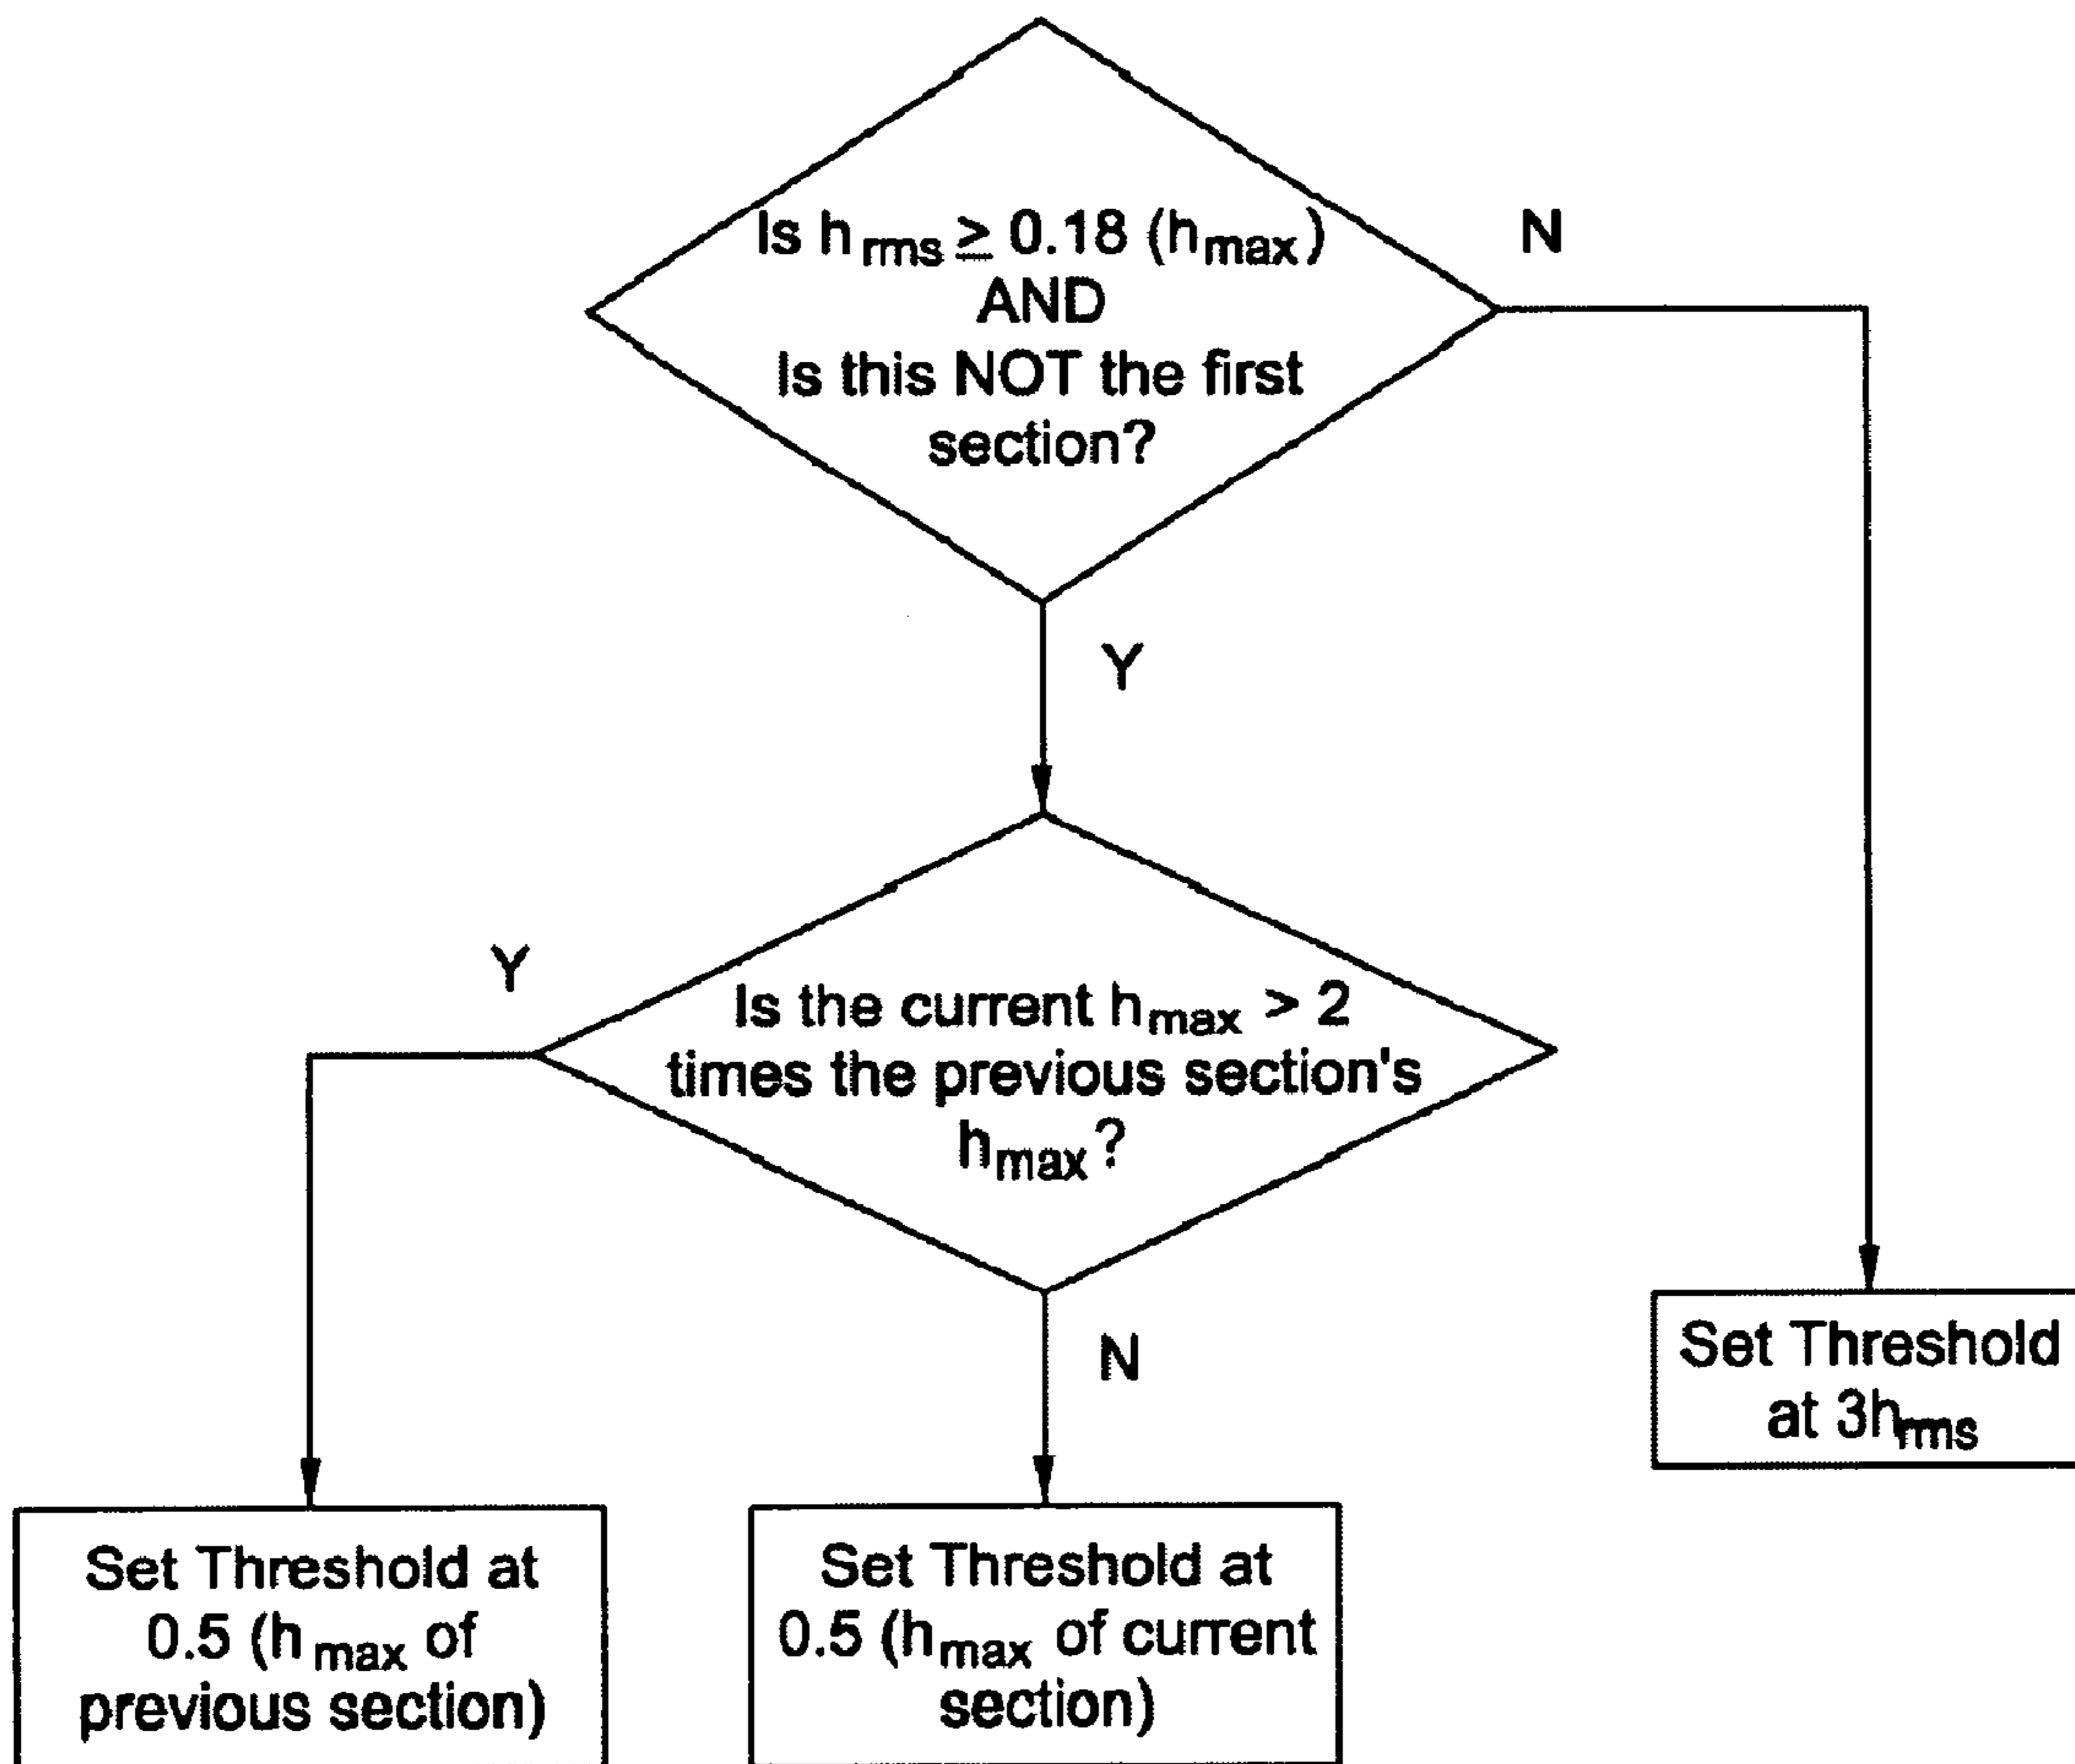 Is h rms ≥ 0.18 (h max)
AND
Is this NOT the first
section?
N
Y
Y
Is the current h max > 2
times the previous section's
h max ?
N
Set Threshold
at 3h rms
Set Threshold at
0.5 (h max of
previous section)
Set Threshold at
0.5 (h max of current
section)